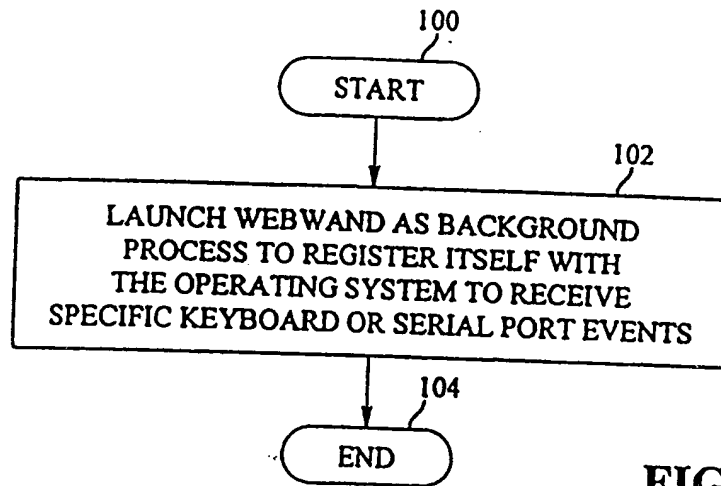 100
START
102
LAUNCH WEBWAND AS BACKGROUND
PROCESS TO REGISTER ITSELF WITH
THE OPERATING SYSTEM TO RECEIVE
SPECIFIC KEYBOARD OR SERIAL PORT EVENTS
104
END
FIG